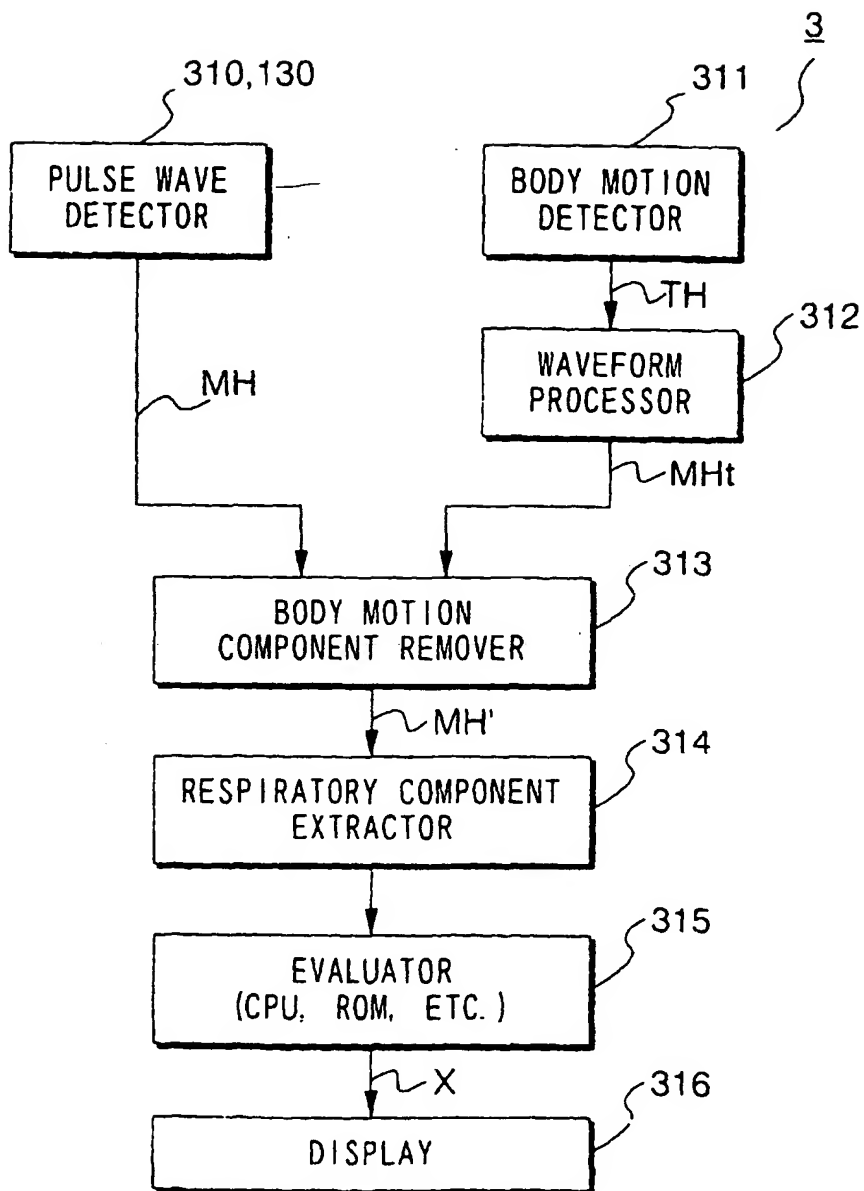 3
310,130
311
PULSE WAVE
DETECTOR
BODY MOTION
DETECTOR
TH
312
WAVEFORM
PROCESSOR
MH
MHt
313
BODY MOTION
COMPONENT REMOVER
MH'
314
RESPIRATORY COMPONENT
EXTRACTOR
315
EVALUATOR
(CPU, ROM, ETC.)
X
316
DISPLAY